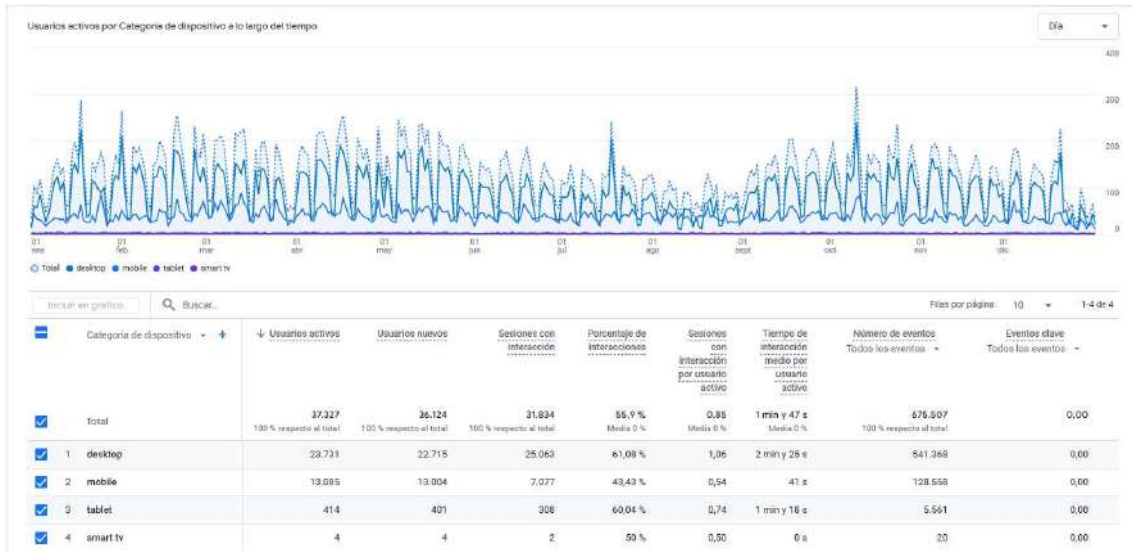 Usuarios activos por Categoría de dispositivo a lo largo del tiempo
Día
400
300
200
100
0
01 ene
01 feb
01 mar
01 abr
01 may
01 jun
01 jul
01 ago
01 sept
01 oct
01 nov
01 dic
Total desktop mobile tablet smart tv
Incluir en gráfico
Buscar...
Filas por página: 10
1-4 de 4
Categoría de dispositivo
Usuarios activos
Usuarios nuevos
Sesiones con interacción
Porcentaje de interacciones
Sesiones con interacción por usuario activo
Tiempo de interacción medio por usuario activo
Número de eventos
Todos los eventos
Eventos clave
Todos los eventos
Total 37.327 36.124 31.834 55,9 % 0,85 1 min y 47 s 675.507 0,00
100 % respecto al total 100 % respecto al total 100 % respecto al total Media 0 % Media 0 % Media 0 % 100 % respecto al total
1 desktop 23.731 22.715 25.063 61,08 % 1,06 2 min y 25 s 541.368 0,00
2 mobile 13.085 13.004 7.077 43,43 % 0,54 41 s 128.558 0,00
3 tablet 414 401 308 60,04 % 0,74 1 min y 18 s 5.561 0,00
4 smart tv 4 4 2 50 % 0,50 0 s 20 0,00